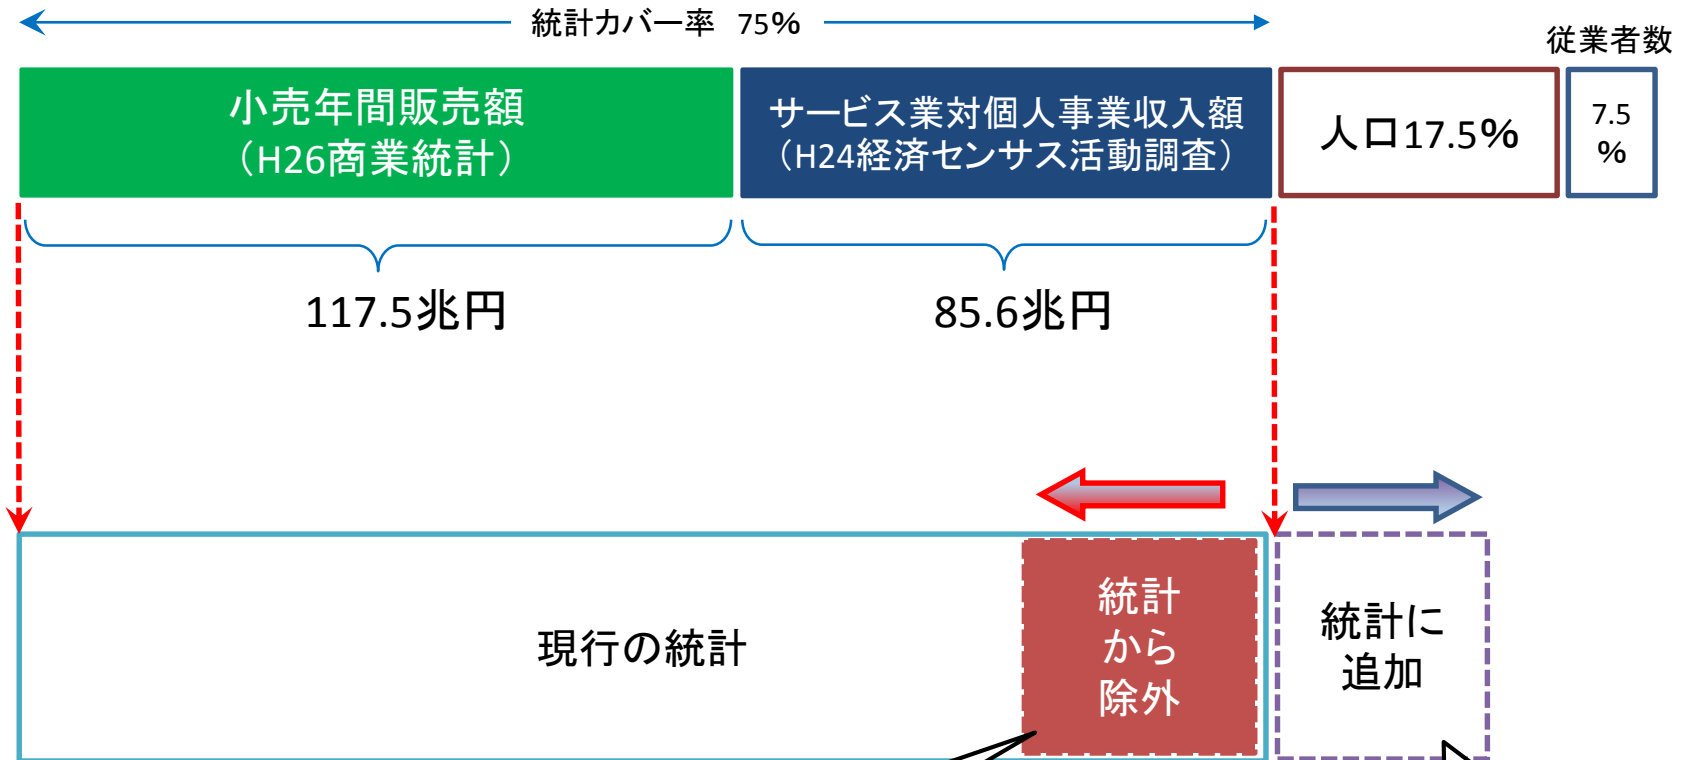 統計カバー率 75%
従業者数
小売年間販売額
（H26商業統計）
サービス業対個人事業収入額
（H24経済センサス活動調査）
人口17.5%
7.5
%
117.5兆円
85.6兆円
現行の統計
統計
から
除外
統計に
追加